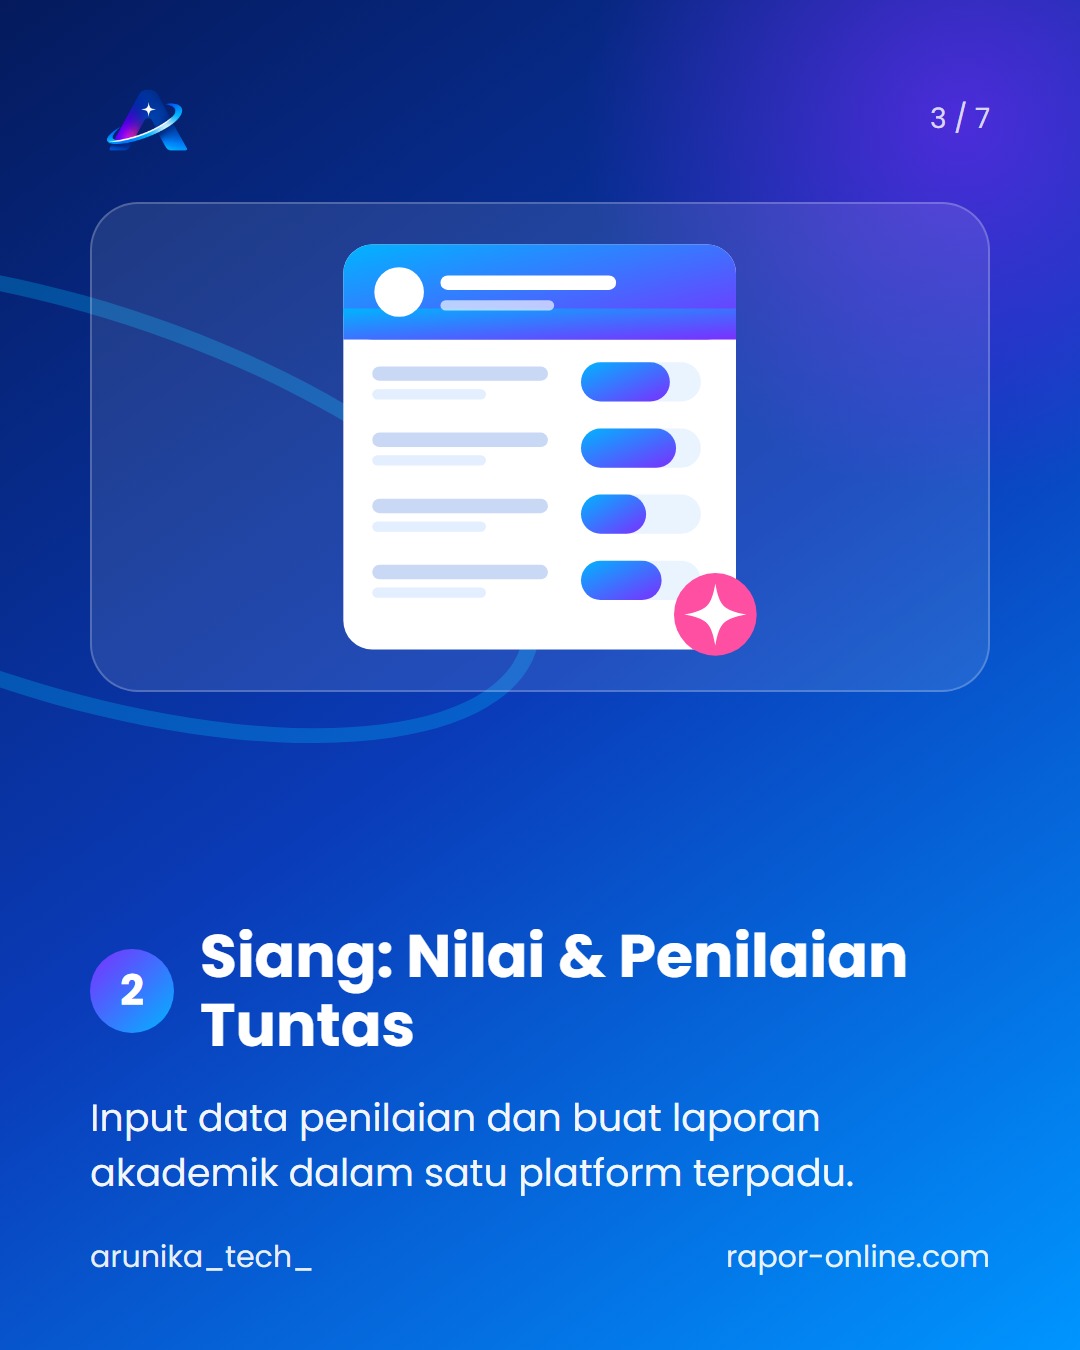 3 / 7
2
Siang: Nilai & Penilaian
Tuntas
Input data penilaian dan buat laporan
akademik dalam satu platform terpadu.
arunika_tech_
rapor-online.com